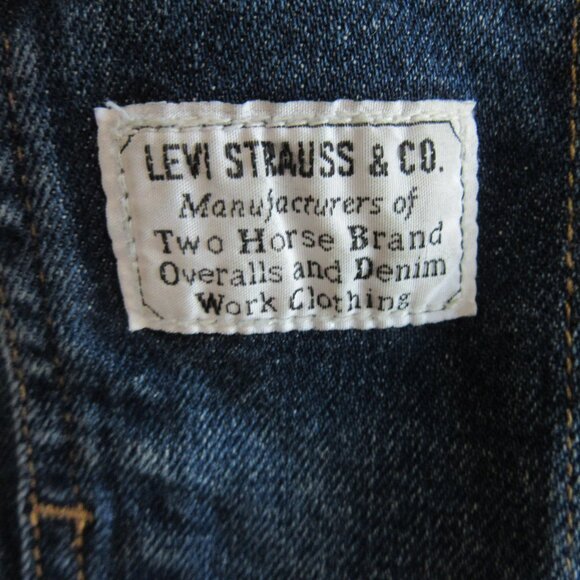 LEVI STRAUSS & CO.
Manufacturers of
Two Horse Brand
Overalls and Denim
Work Clothing